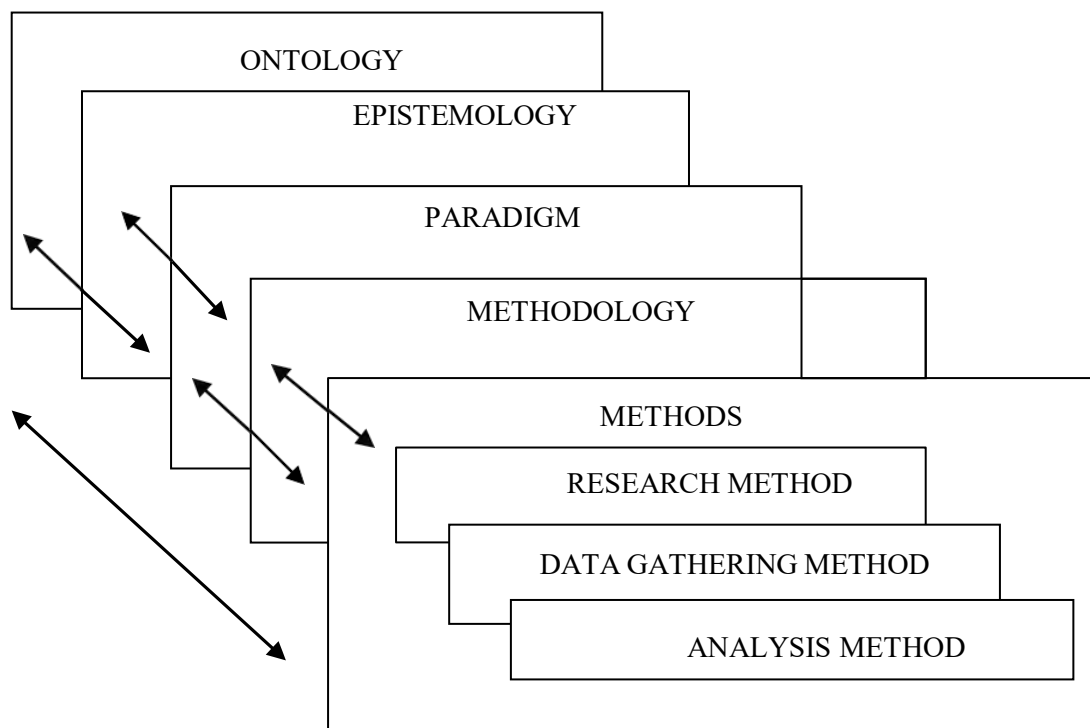 ONTOLOGY
EPISTEMOLOGY
PARADIGM
METHODOLOGY
METHODS
RESEARCH METHOD
DATA GATHERING METHOD
ANALYSIS METHOD